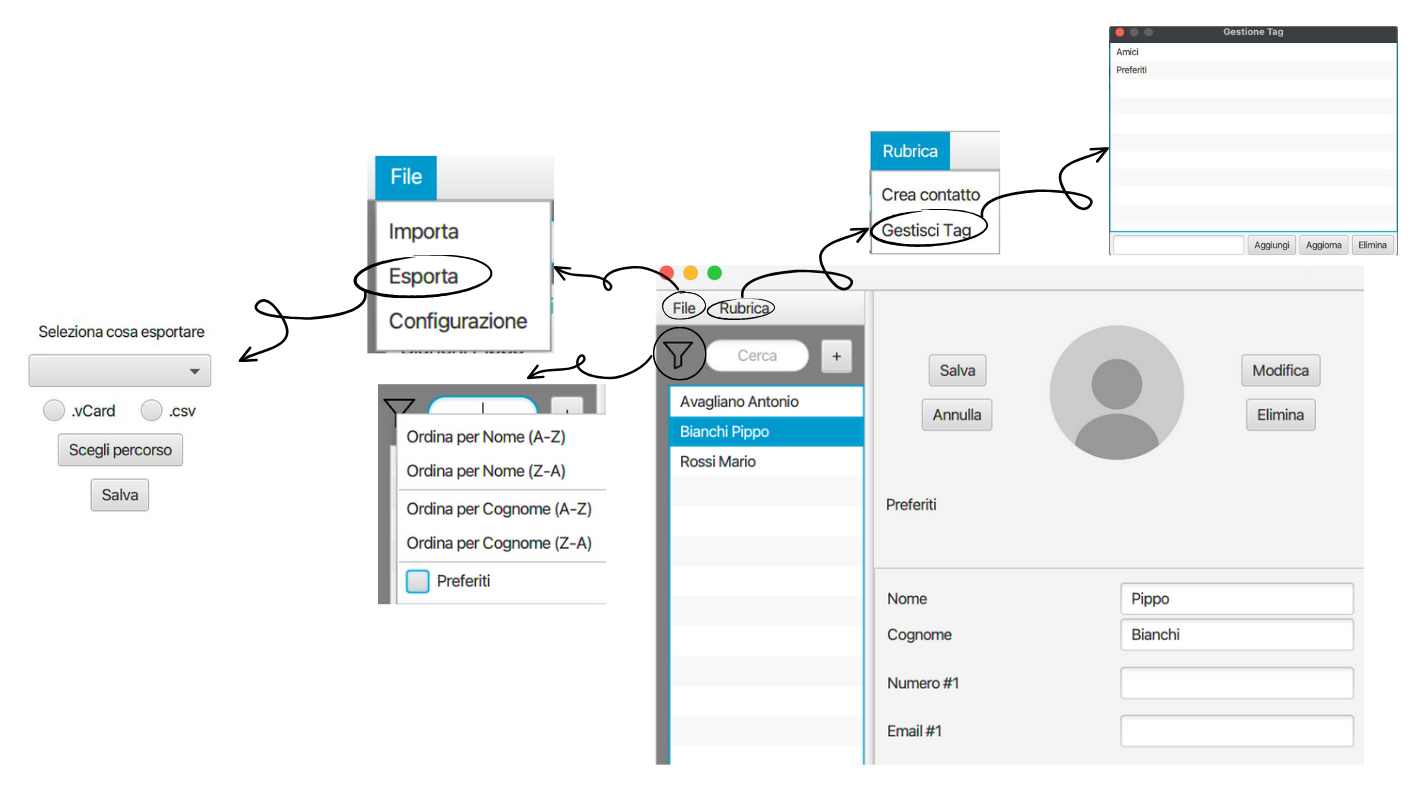 Gestione Tag
Amici
Preferiti
Aggiungi Aggiorna Elimina
Rubrica
Crea contatto
Gestisci Tag
File
Importa
Esporta
Configurazione
Seleziona cosa esportare
.vCard .csv
Scegli percorso
Salva
Ordina per Nome (A-Z)
Ordina per Nome (Z-A)
Ordina per Cognome (A-Z)
Ordina per Cognome (Z-A)
Preferiti
File Rubrica
Cerca +
Avagliano Antonio
Bianchi Pippo
Rossi Mario
Salva
Annulla
Modifica
Elimina
Preferiti
Nome Pippo
Cognome Bianchi
Numero #1
Email #1